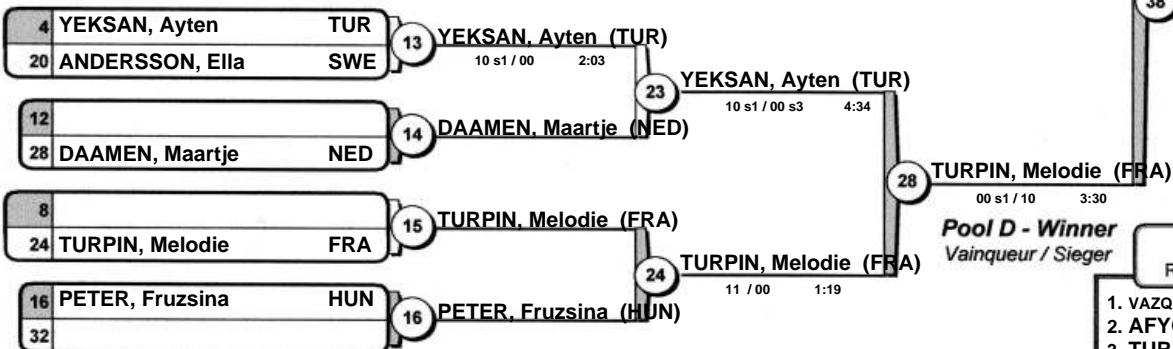 38
4 YEKSAN, Ayten TUR
20 ANDERSSON, Ella SWE
13 YEKSAN, Ayten (TUR)
10 s1 / 00 2:03
23 YEKSAN, Ayten (TUR)
10 s1 / 00 s3 4:34
12
28 DAAMEN, Maartje NED
14 DAAMEN, Maartje (NED)
28 TURPIN, Melodie (FRA)
00 s1 / 10 3:30
Pool D - Winner
Vainqueur / Sieger
8
24 TURPIN, Melodie FRA
15 TURPIN, Melodie (FRA)
24 TURPIN, Melodie (FRA)
11 / 00 1:19
16 PETER, Fruzsina HUN
32
16 PETER, Fruzsina (HUN)
R
1. VAZQ
2. AFY
3. TUR